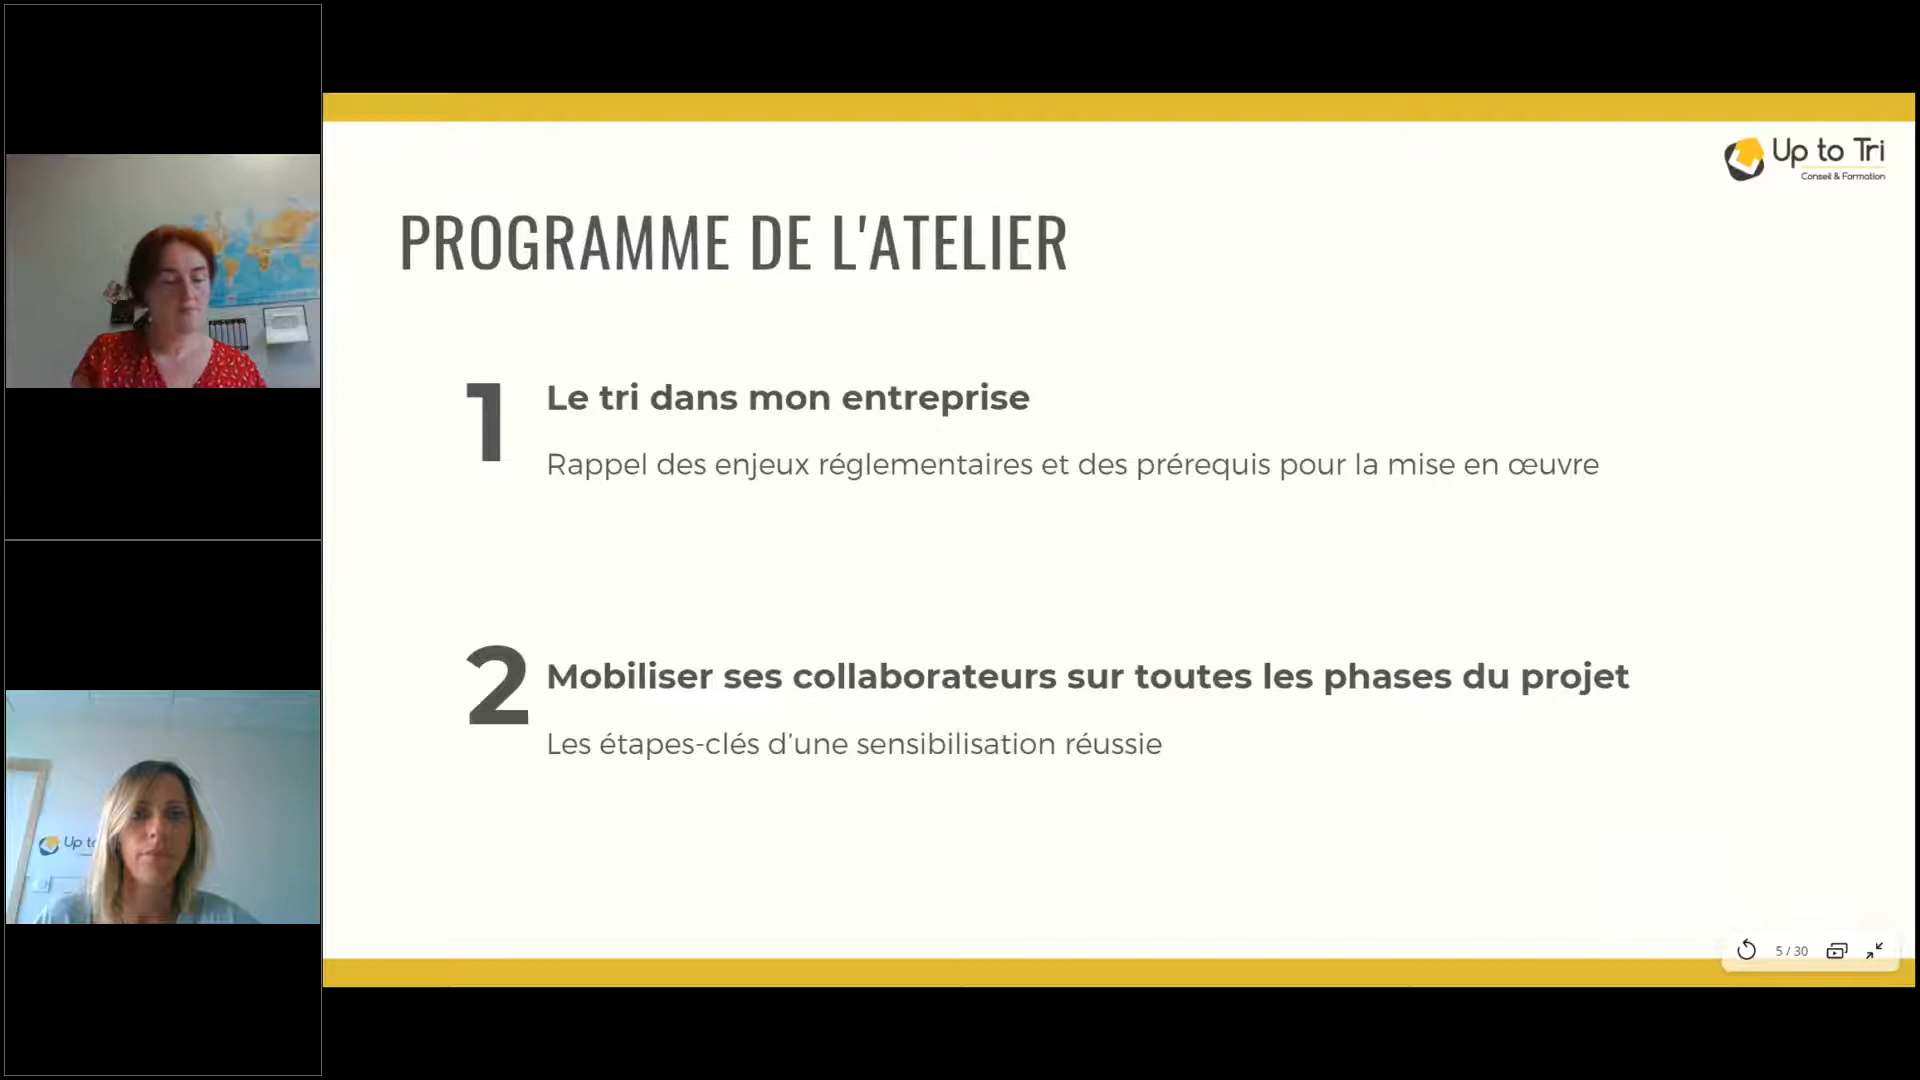 Up to Tri
Conseil & Formation
PROGRAMME DE L'ATELIER
1
Le tri dans mon entreprise
Rappel des enjeux réglementaires et des prérequis pour la mise en œuvre
2
Mobiliser ses collaborateurs sur toutes les phases du projet
Les étapes-clés d’une sensibilisation réussie
Up to
5 / 30